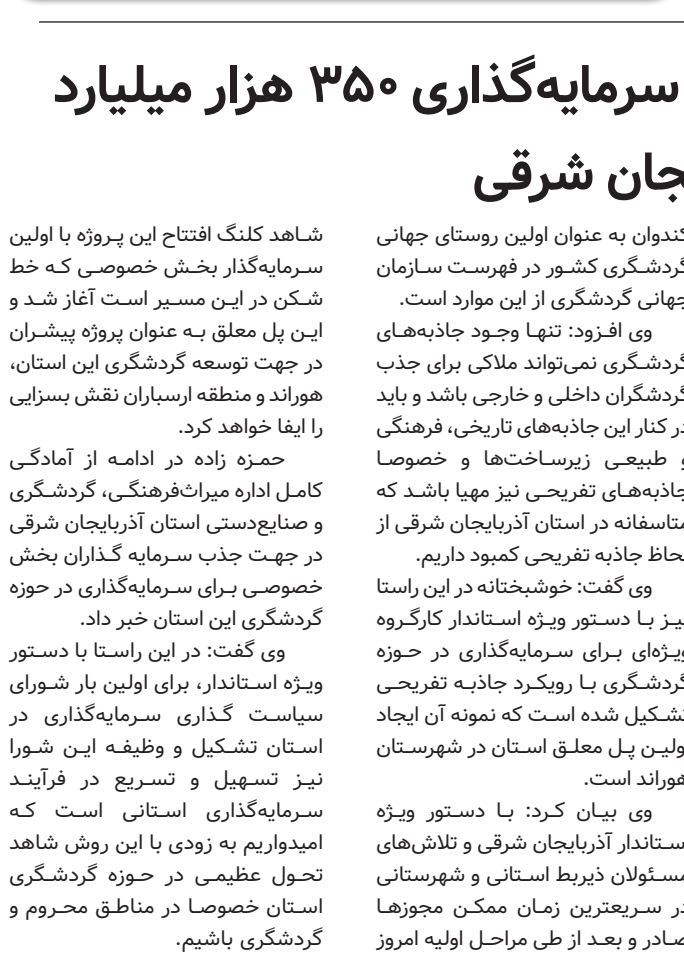 سرمایه‌گذاری ۳۵۰ هزار میلیارد
جان شرقی
کندوان به عنوان اولین روستای جهانی
گردشگری کشور در فهرست سازمان
جهانی گردشگری از این موارد است.
وی افزود: تنها وجود جاذبه‌های
گردشگری نمی‌تواند ملاکی برای جذب
گردشگران داخلی و خارجی باشد و باید
در کنار این جاذبه‌های تاریخی، فرهنگی
و طبیعی زیرساخت‌ها و خصوصا
جاذبه‌های تفریحی نیز مهیا باشد که
متاسفانه در استان آذربایجان شرقی از
لحاظ جاذبه تفریحی کمبود داریم.
وی گفت: خوشبختانه در این راستا
نیز با دستور ویژه استاندار کارگروه
ویژه‌ای برای سرمایه‌گذاری در حوزه
گردشگری با رویکرد جاذبه تفریحی
تشکیل شده است که نمونه آن ایجاد
اولین پل معلق استان در شهرستان
هوراند است.
وی بیان کرد: با دستور ویژه
استاندار آذربایجان شرقی و تلاش‌های
مسئولان ذیربط استانی و شهرستانی
در سریعترین زمان ممکن مجوزها
صادر و بعد از طی مراحل اولیه امروز
شاهد کلنگ افتتاح این پروژه با اولین
سرمایه‌گذار بخش خصوصی که خط
شکن در این مسیر است آغاز شد و
این پل معلق به عنوان پروژه پیشران
در جهت توسعه گردشگری این استان،
هوراند و منطقه ارسباران نقش بسزایی
را ایفا خواهد کرد.
حمزه زاده در ادامه از آمادگی
کامل اداره میراث‌فرهنگی، گردشگری
و صنایع‌دستی استان آذربایجان شرقی
در جهت جذب سرمایه گذاران بخش
خصوصی برای سرمایه‌گذاری در حوزه
گردشگری این استان خبر داد.
وی گفت: در این راستا با دستور
ویژه استاندار، برای اولین بار شورای
سیاست گذاری سرمایه‌گذاری در
استان تشکیل و وظیفه این شورا
نیز تسهیل و تسریع در فرآیند
سرمایه‌گذاری استانی است که
امیدواریم به زودی با این روش شاهد
تحول عظیمی در حوزه گردشگری
استان خصوصا در مناطق محروم و
گردشگری باشیم.